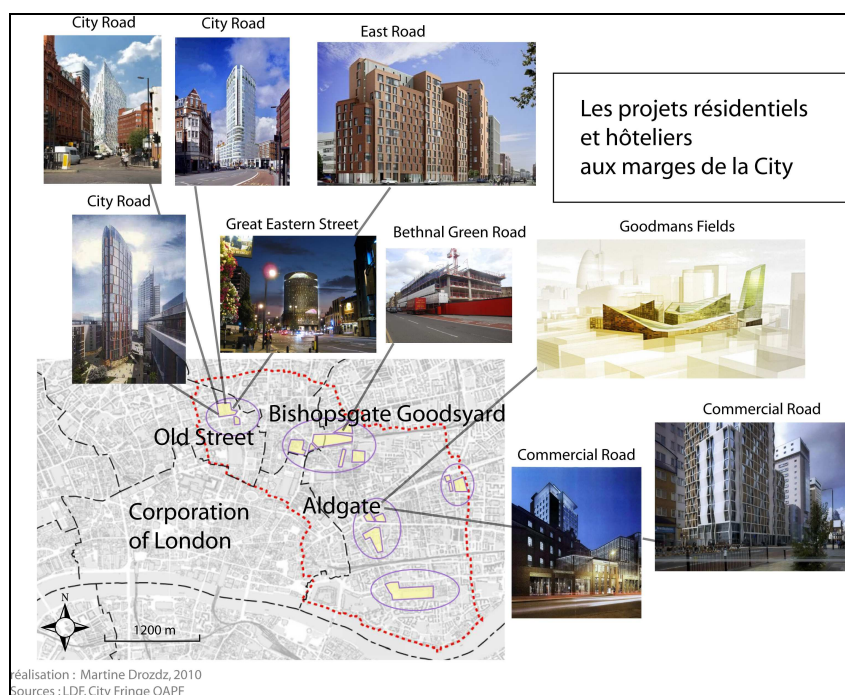 City Road
City Road
East Road
Les projets résidentiels
et hôteliers
aux marges de la City
City Road
Great Eastern Street
Bethnal Green Road
Goodmans Fields
Bishopsgate Goodsyard
Old Street
Commercial Road
Commercial Road
Aldgate
Corporation
of London
N
1200 m
réalisation : Martine Drozdz, 2010
Sources : LDF, City Fringe OAPF